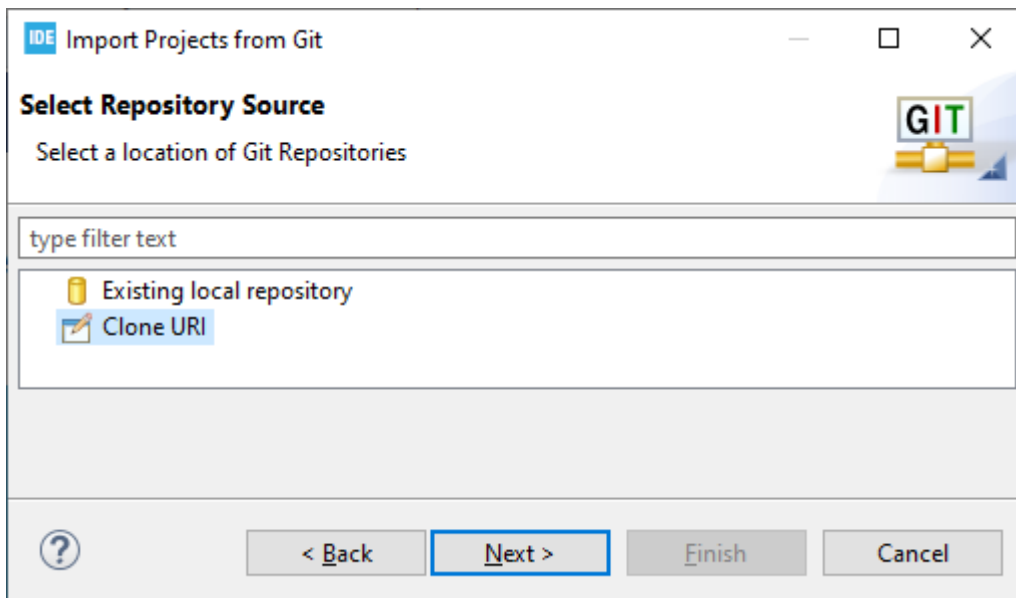 IDE Import Projects from Git
Select Repository Source
Select a location of Git Repositories
GIT
type filter text
Existing local repository
Clone URI
?
< Back
Next >
Finish
Cancel